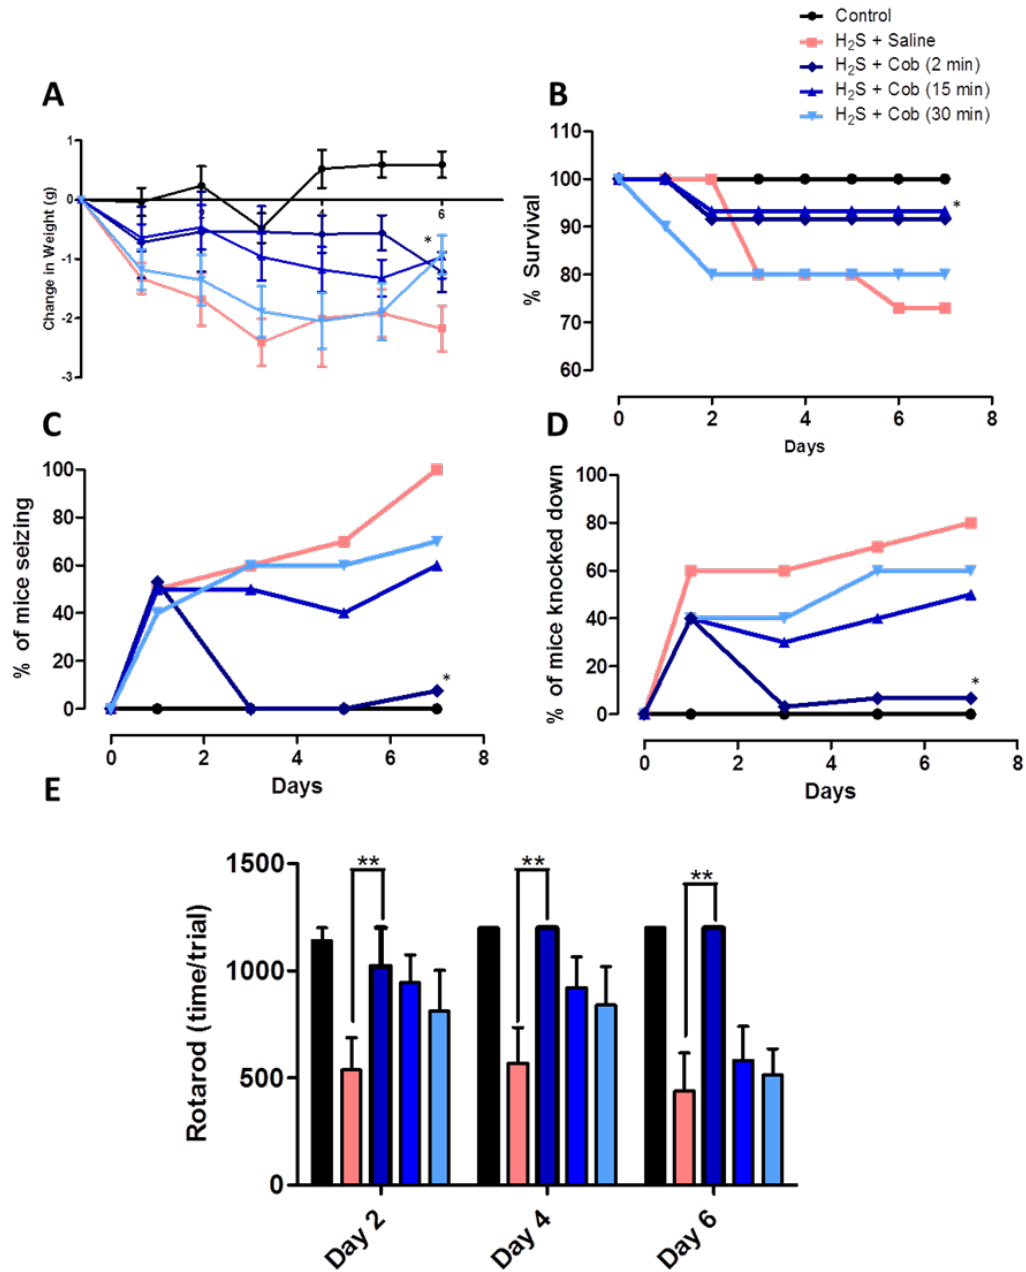 Control
H₂S + Saline
H₂S + Cob (2 min)
H₂S + Cob (15 min)
H₂S + Cob (30 min)
A
Change in Weight (g)
1
0
-1
-2
-3
2
4
6
*
B
% Survival
110
100
90
80
70
60
*
0 2 4 6 8
Days
C
% of mice seizing
100
80
60
40
20
0
*
0 2 4 6 8
Days
D
% of mice knocked down
100
80
60
40
20
0
*
0 2 4 6 8
Days
E
Rotarod (time/trial)
1500
1000
500
0
** ** **
Day 2 Day 4 Day 6